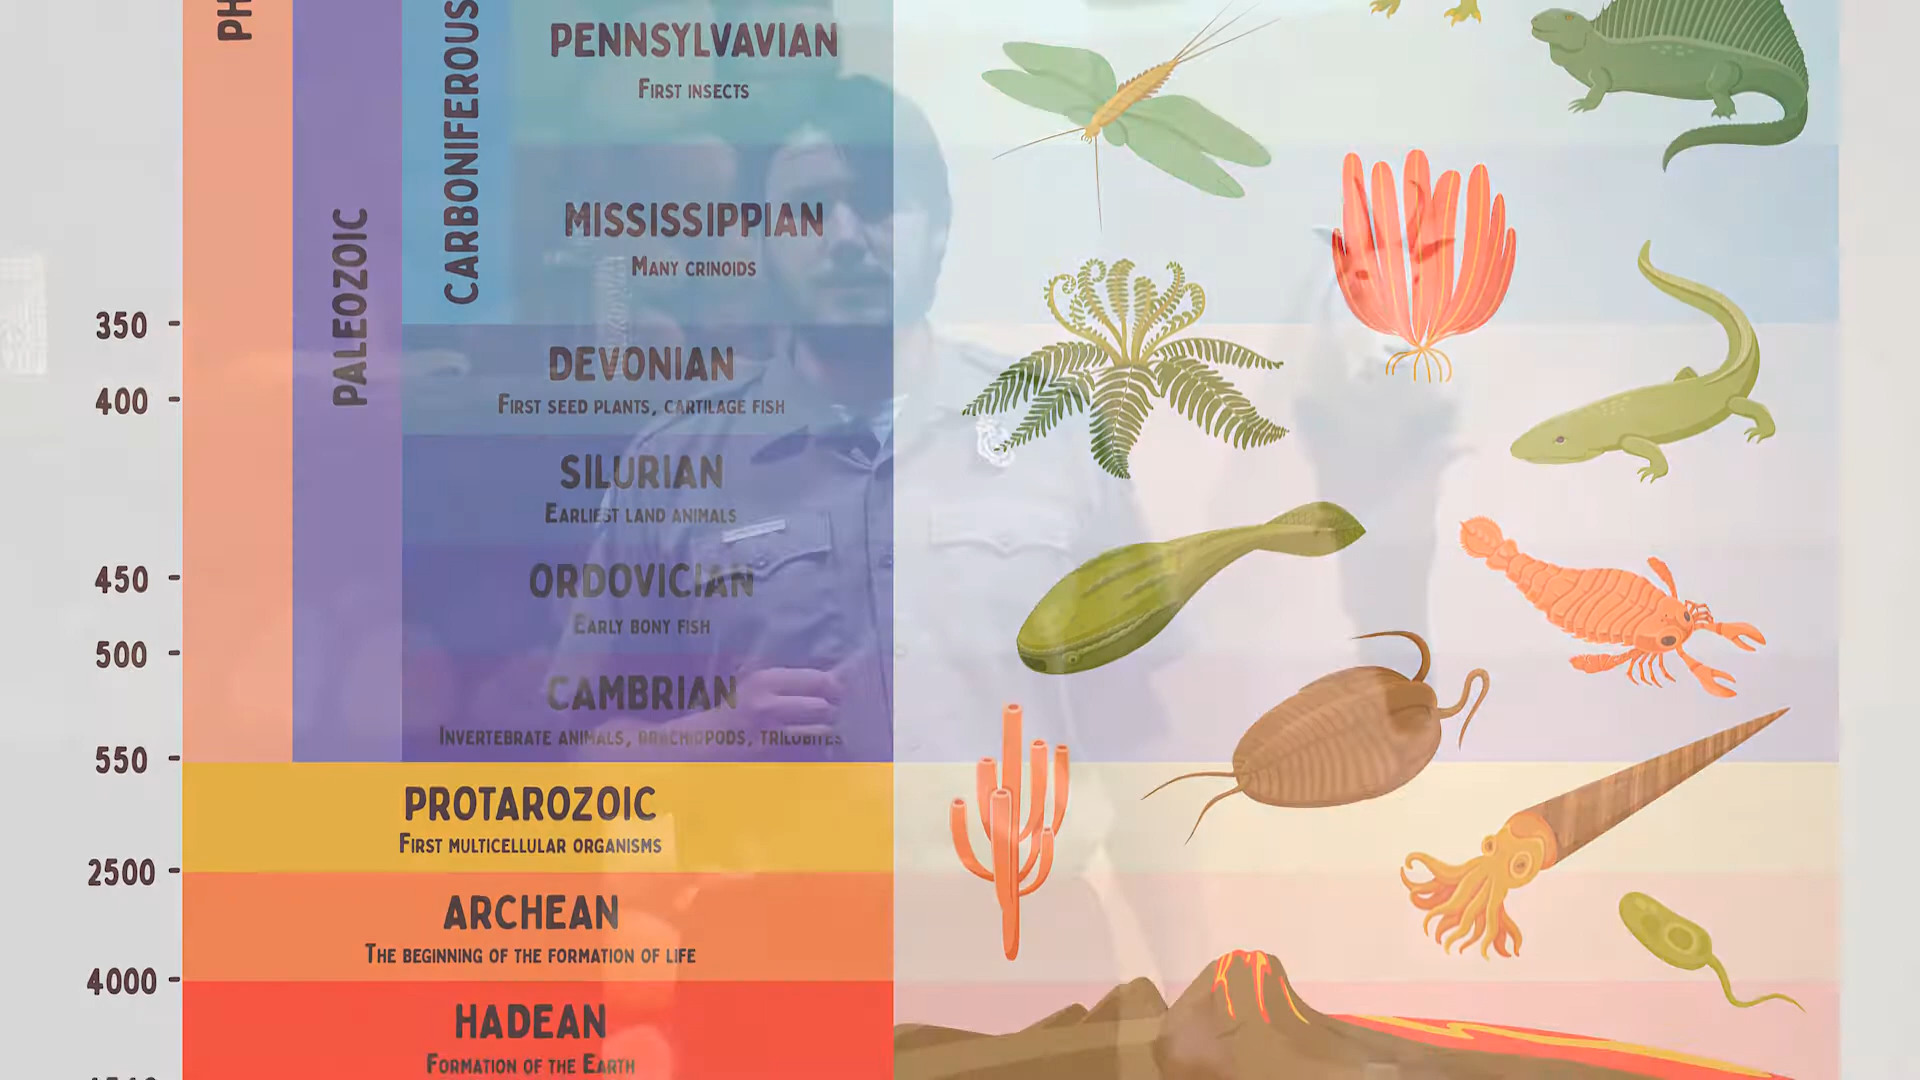 PH
PALEOZOIC
CARBONIFEROUS
PENNSYLVAVIAN
FIRST INSECTS
MISSISSIPPIAN
MANY CRINOIDS
350
DEVONIAN
400
FIRST SEED PLANTS, CARTILAGE FISH
SILURIAN
EARLIEST LAND ANIMALS
450
ORDOVICIAN
EARLY BONY FISH
500
CAMBRIAN
INVERTEBRATE ANIMALS, BRACHIOPODS, TRILOBITES
550
PROTAROZOIC
FIRST MULTICELLULAR ORGANISMS
2500
ARCHEAN
THE BEGINNING OF THE FORMATION OF LIFE
4000
HADEAN
FORMATION OF THE EARTH